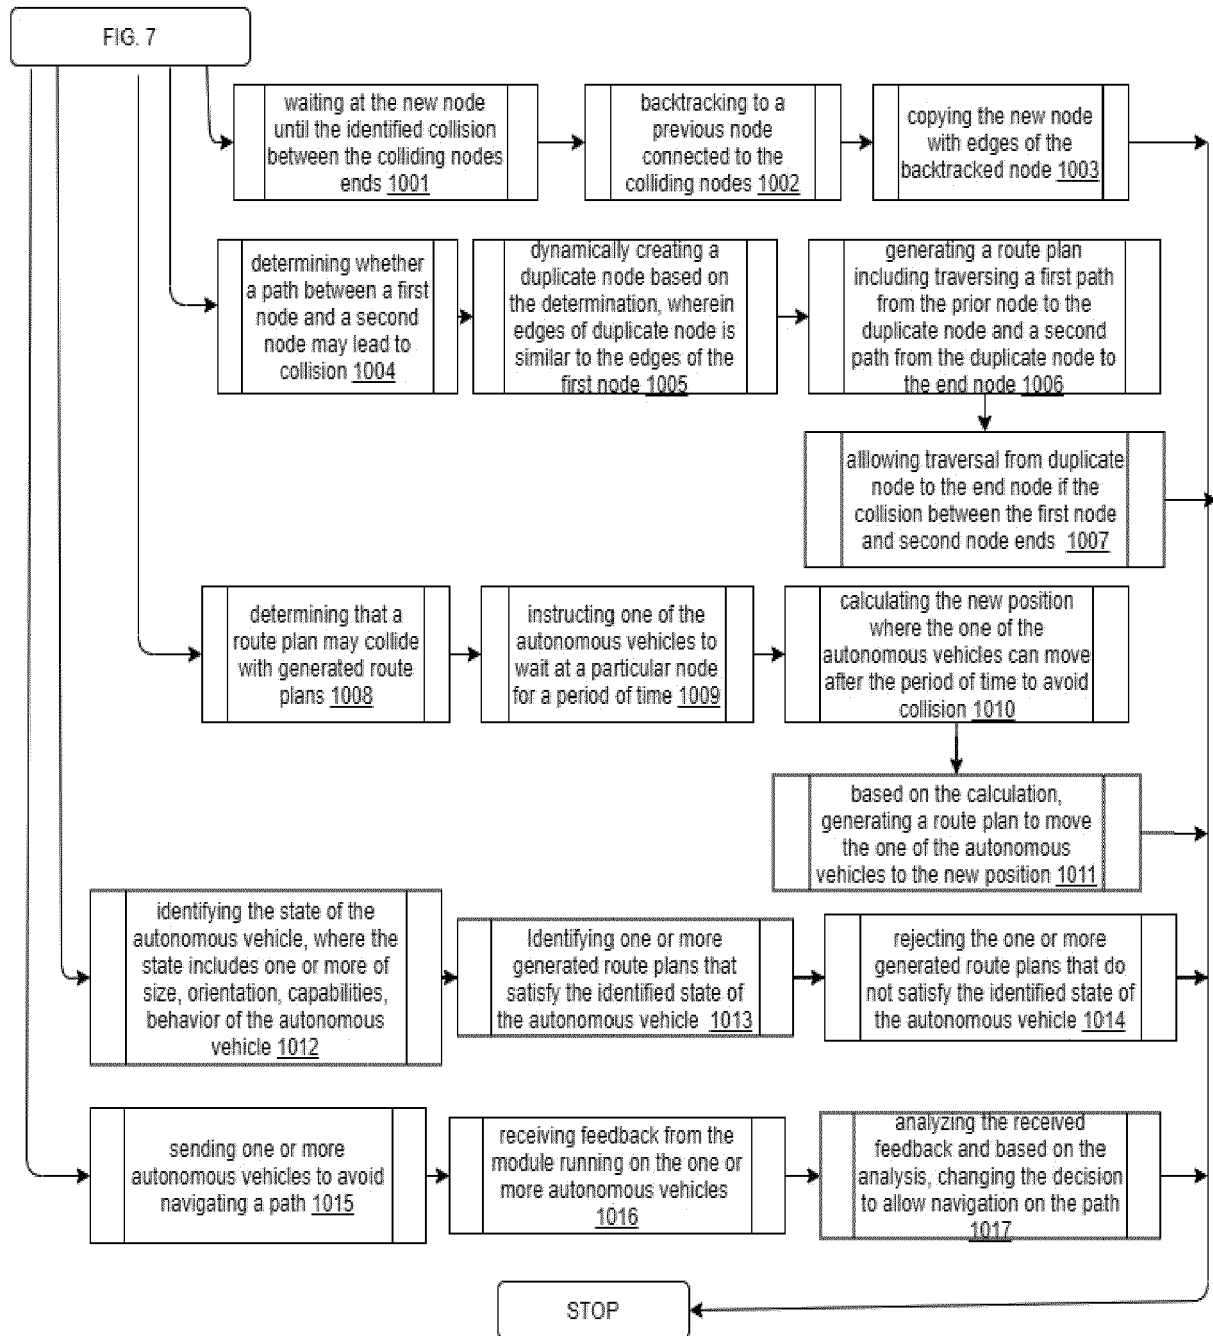 FIG. 7
waiting at the new node
until the identified collision
between the colliding nodes
ends 1001
backtracking to a
previous node
connected to the
colliding nodes 1002
copying the new node
with edges of the
backtracked node 1003
determining whether
a path between a first
node and a second
node may lead to
collision 1004
dynamically creating a
duplicate node based on
the determination, wherein
edges of duplicate node is
similar to the edges of the
first node 1005
generating a route plan
including traversing a first path
from the prior node to the
duplicate node and a second
path from the duplicate node to
the end node 1006
alllowing traversal from duplicate
node to the end node if the
collision between the first node
and second node ends 1007
determining that a
route plan may collide
with generated route
plans 1008
instructing one of the
autonomous vehicles to
wait at a particular node
for a period of time 1009
calculating the new position
where the one of the
autonomous vehicles can move
after the period of time to avoid
collision 1010
based on the calculation,
generating a route plan to move
the one of the autonomous
vehicles to the new position 1011
identifying the state of the
autonomous vehicle, where the
state includes one or more of
size, orientation, capabilities,
behavior of the autonomous
vehicle 1012
Identifying one or more
generated route plans that
satisfy the identified state of
the autonomous vehicle 1013
rejecting the one or more
generated route plans that do
not satisfy the identified state of
the autonomous vehicle 1014
sending one or more
autonomous vehicles to avoid
navigating a path 1015
receiving feedback from the
module running on the one or
more autonomous vehicles
1016
analyzing the received
feedback and based on the
analysis, changing the decision
to allow navigation on the path
1017
STOP